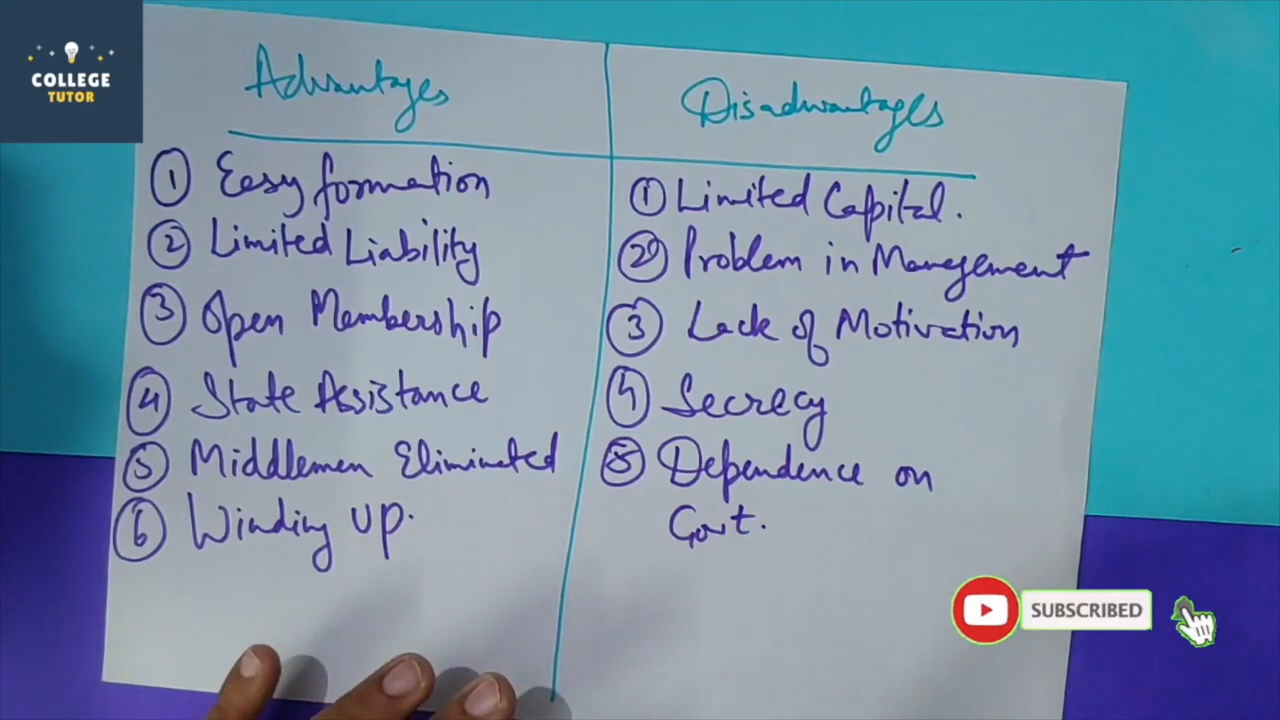 COLLEGE
TUTOR
Advantages
① Easy formation
② Limited Liability
③ Open Membership
④ State Assistance
⑤ Middlemen Eliminated
⑥ Winding up.
Disadvantages
① Limited Capital.
② Problem in Management
③ Lack of Motivation
④ Secrecy
⑤ Dependence on
Govt.
SUBSCRIBED